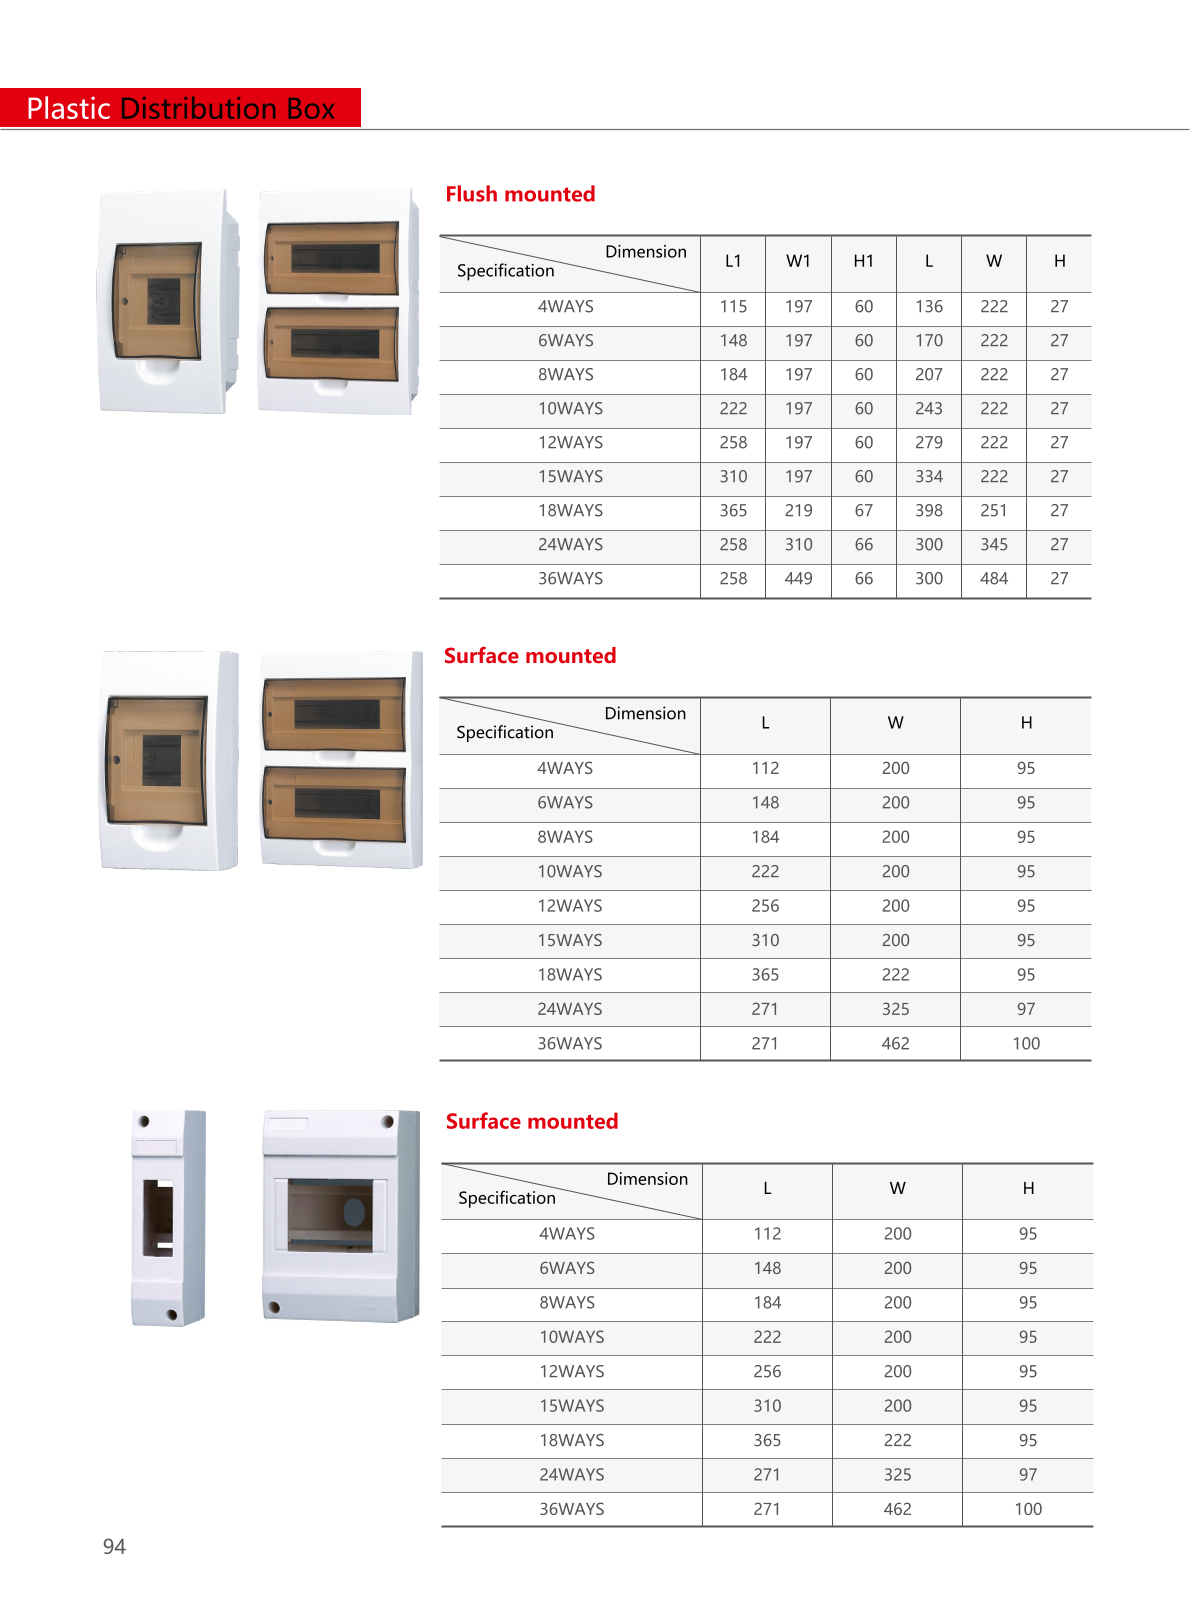 Plastic Distribution Box
Flush mounted
Dimension
Specification
L1 W1 H1 L W H
4WAYS 115 197 60 136 222 27
6WAYS 148 197 60 170 222 27
8WAYS 184 197 60 207 222 27
10WAYS 222 197 60 243 222 27
12WAYS 258 197 60 279 222 27
15WAYS 310 197 60 334 222 27
18WAYS 365 219 67 398 251 27
24WAYS 258 310 66 300 345 27
36WAYS 258 449 66 300 484 27
Surface mounted
Dimension
Specification
L W H
4WAYS 112 200 95
6WAYS 148 200 95
8WAYS 184 200 95
10WAYS 222 200 95
12WAYS 256 200 95
15WAYS 310 200 95
18WAYS 365 222 95
24WAYS 271 325 97
36WAYS 271 462 100
Surface mounted
Dimension
Specification
L W H
4WAYS 112 200 95
6WAYS 148 200 95
8WAYS 184 200 95
10WAYS 222 200 95
12WAYS 256 200 95
15WAYS 310 200 95
18WAYS 365 222 95
24WAYS 271 325 97
36WAYS 271 462 100
94